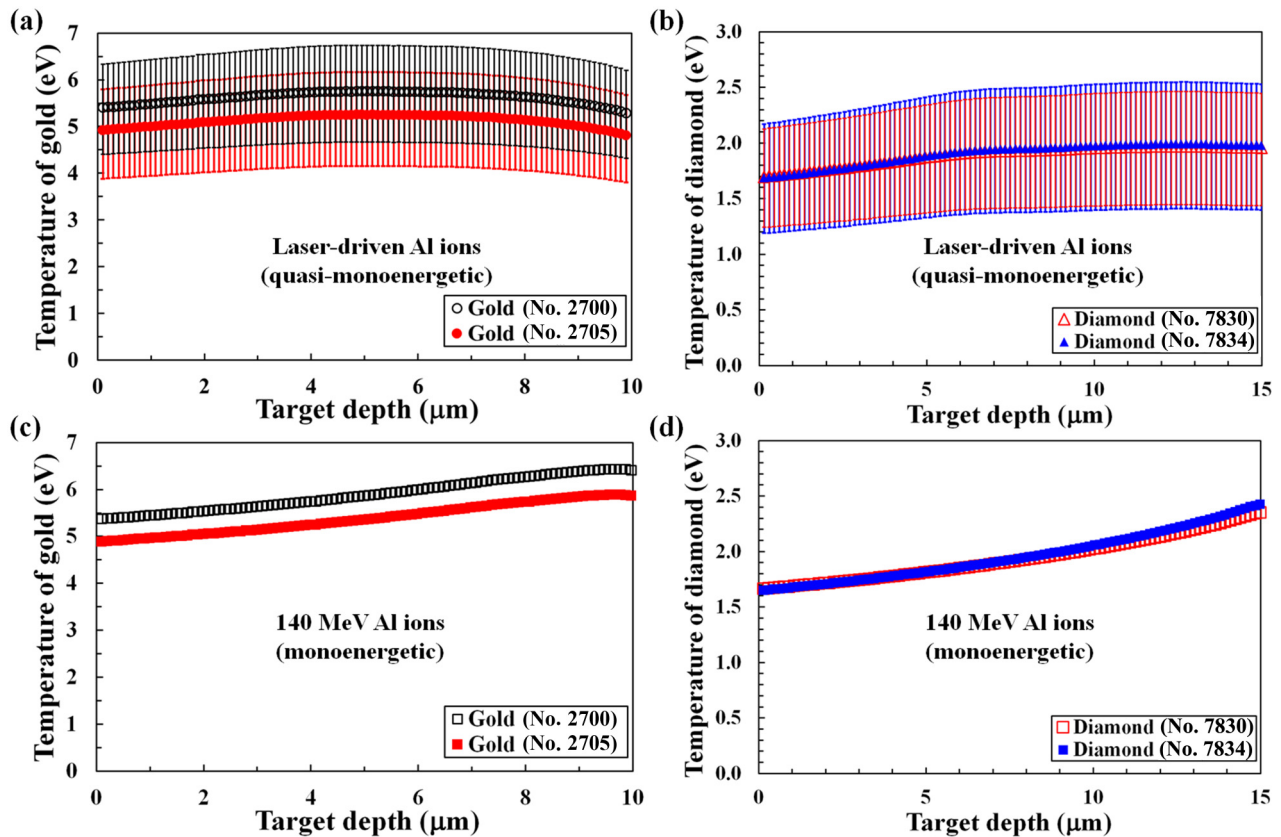 (a)
Temperature of gold (eV)
7
6
5
4
3
2
1
0
Laser-driven Al ions
(quasi-monoenergetic)
Gold (No. 2700)
Gold (No. 2705)
0 2 4 6 8 10
Target depth (μm)
(b)
Temperature of diamond (eV)
3.0
2.5
2.0
1.5
1.0
0.5
0.0
Laser-driven Al ions
(quasi-monoenergetic)
Diamond (No. 7830)
Diamond (No. 7834)
0 5 10 15
Target depth (μm)
(c)
Temperature of gold (eV)
7
6
5
4
3
2
1
0
140 MeV Al ions
(monoenergetic)
Gold (No. 2700)
Gold (No. 2705)
0 2 4 6 8 10
Target depth (μm)
(d)
Temperature of diamond (eV)
3.0
2.5
2.0
1.5
1.0
0.5
0.0
140 MeV Al ions
(monoenergetic)
Diamond (No. 7830)
Diamond (No. 7834)
0 5 10 15
Target depth (μm)